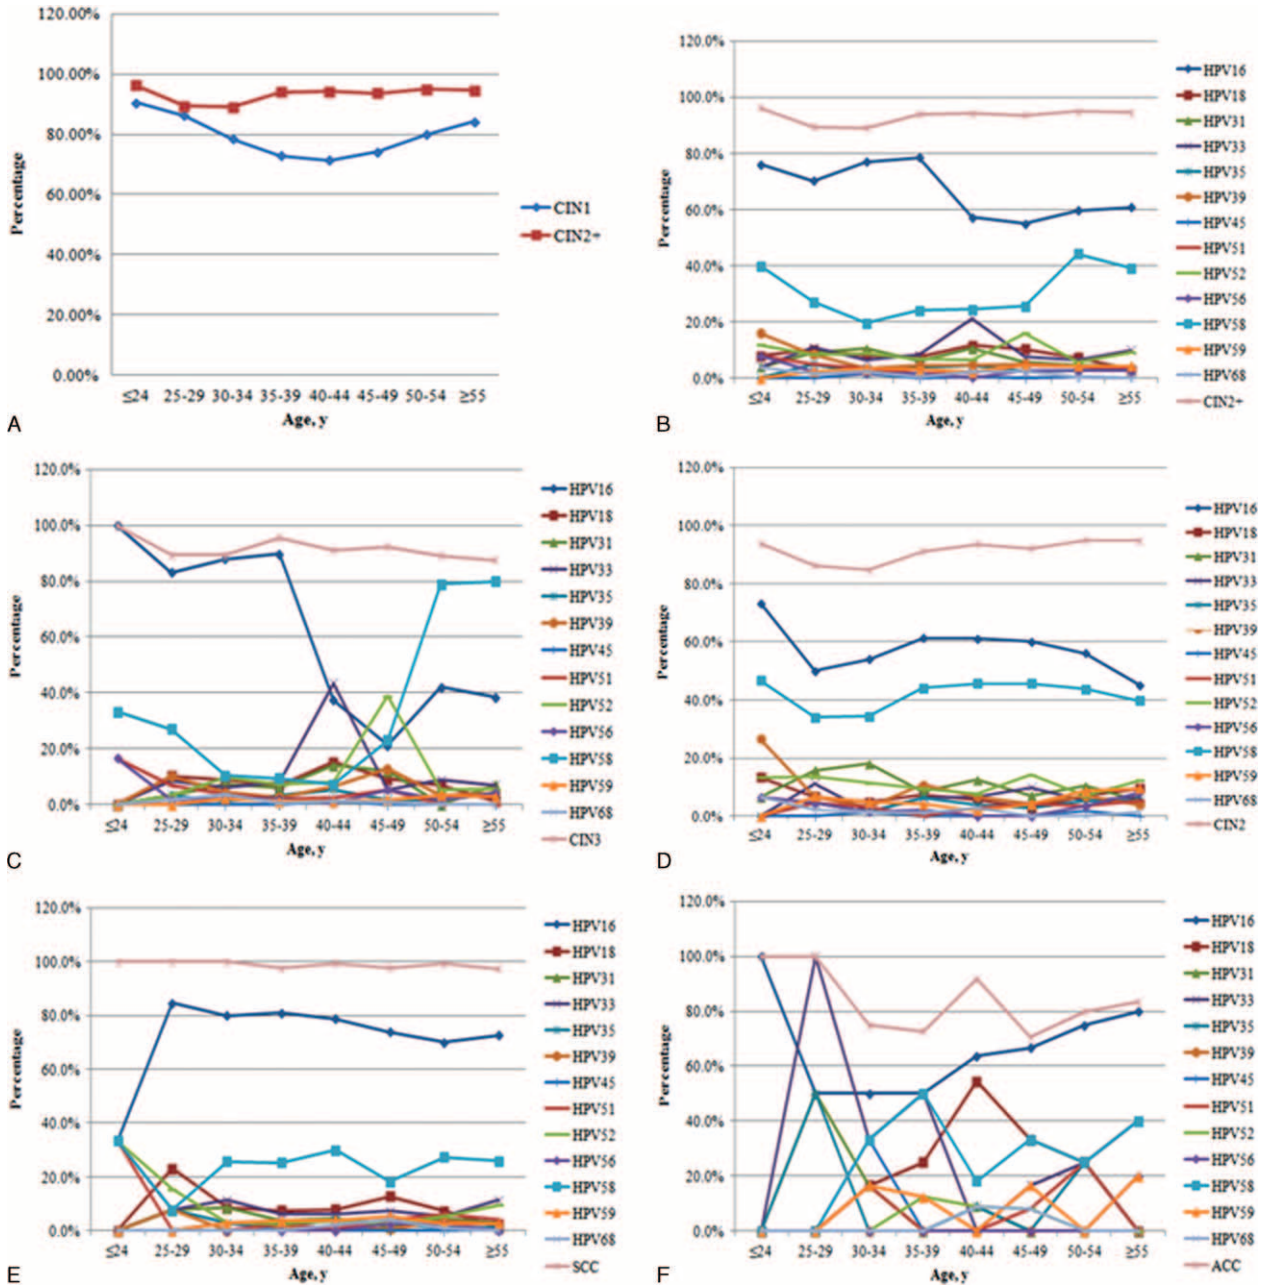 120.00%
100.00%
80.00%
60.00%
40.00%
20.00%
0.00%
Percentage
≤24 25-29 30-34 35-39 40-44 45-49 50-54 ≥55
Age, y
CIN1
CIN2+
A
120.0%
100.0%
80.0%
60.0%
40.0%
20.0%
0.0%
Percentage
≤24 25-29 30-34 35-39 40-44 45-49 50-54 ≥55
Age, y
HPV16
HPV18
HPV31
HPV33
HPV35
HPV39
HPV45
HPV51
HPV52
HPV56
HPV58
HPV59
HPV68
CIN2+
B
120.0%
100.0%
80.0%
60.0%
40.0%
20.0%
0.0%
Percentage
≤24 25-29 30-34 35-39 40-44 45-49 50-54 ≥55
Age, y
HPV16
HPV18
HPV31
HPV33
HPV35
HPV39
HPV45
HPV51
HPV52
HPV56
HPV58
HPV59
HPV68
CIN3
C
120.0%
100.0%
80.0%
60.0%
40.0%
20.0%
0.0%
Percentage
≤24 25-29 30-34 35-39 40-44 45-49 50-54 ≥55
Age, y
HPV16
HPV18
HPV31
HPV33
HPV35
HPV39
HPV45
HPV51
HPV52
HPV56
HPV58
HPV59
HPV68
CIN2
D
120.0%
100.0%
80.0%
60.0%
40.0%
20.0%
0.0%
Percentage
≤24 25-29 30-34 35-39 40-44 45-49 50-54 ≥55
Age, y
HPV16
HPV18
HPV31
HPV33
HPV35
HPV39
HPV45
HPV51
HPV52
HPV56
HPV58
HPV59
HPV68
SCC
E
120.0%
100.0%
80.0%
60.0%
40.0%
20.0%
0.0%
Percentage
≤24 25-29 30-34 35-39 40-44 45-49 50-54 ≥55
Age, y
HPV16
HPV18
HPV31
HPV33
HPV35
HPV39
HPV45
HPV51
HPV52
HPV56
HPV58
HPV59
HPV68
ACC
F